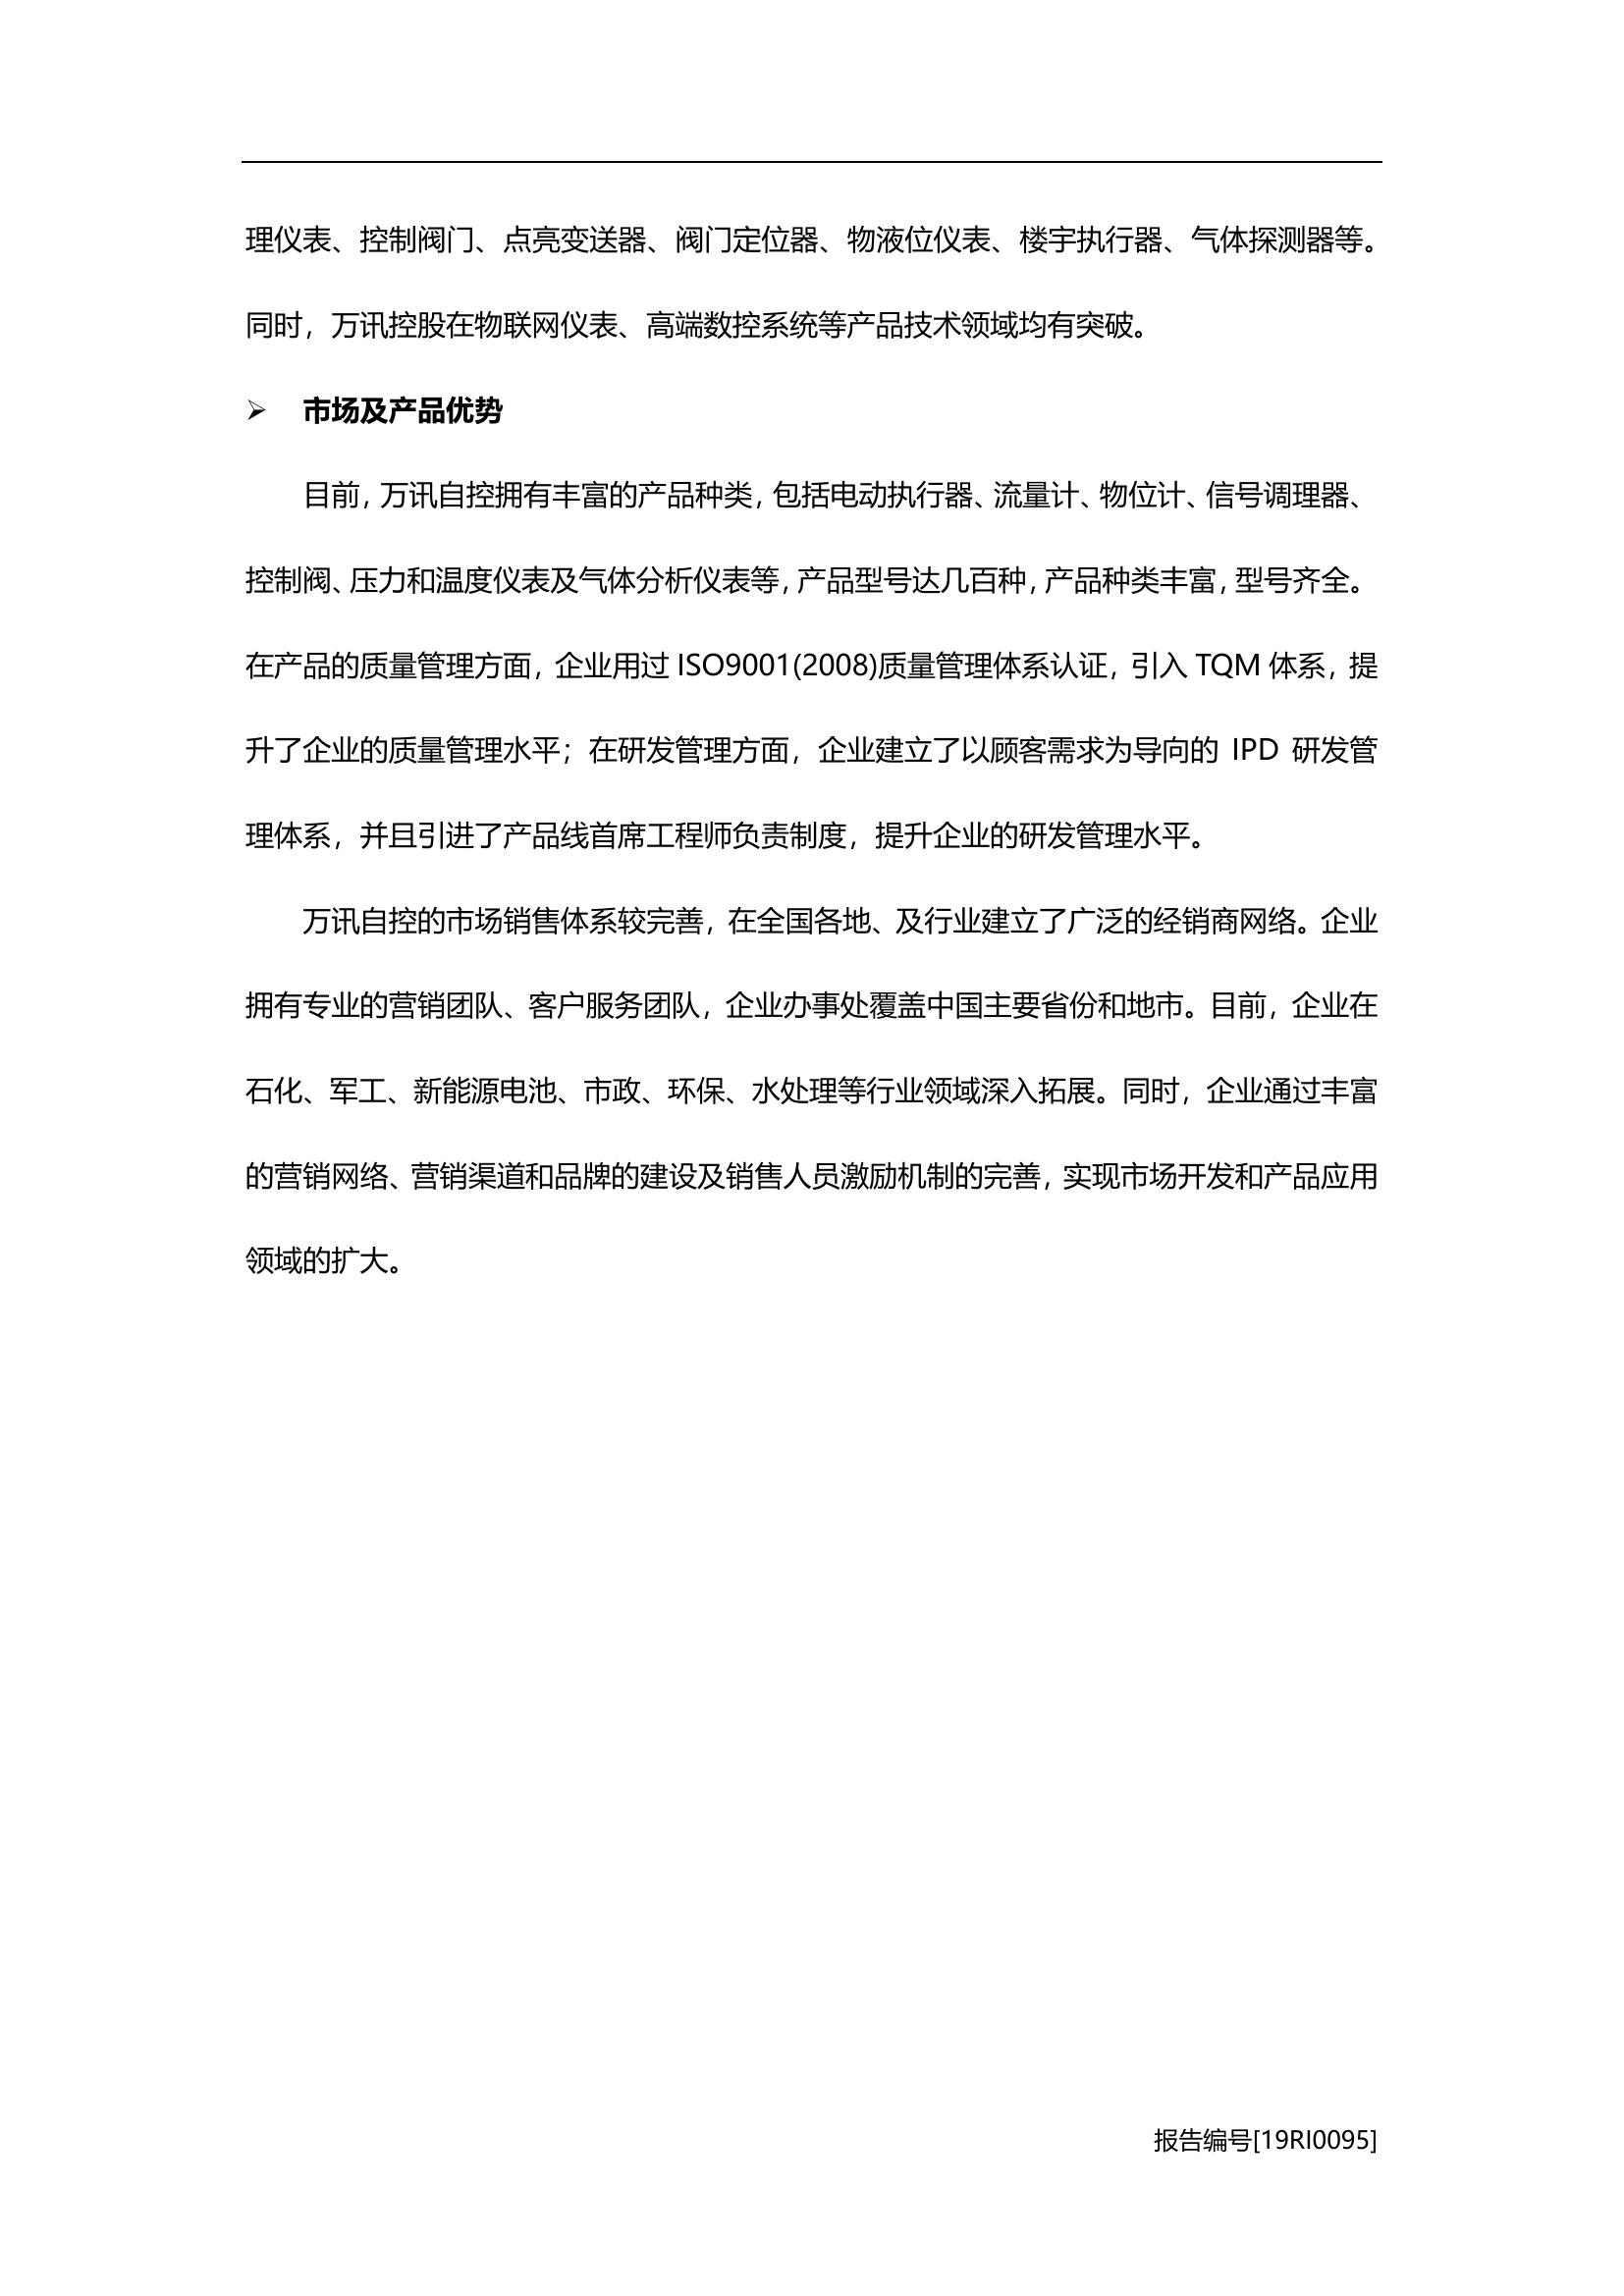 理仪表、控制阀门、点亮变送器、阀门定位器、物液位仪表、楼宇执行器、气体探测器等。
同时，万讯控股在物联网仪表、高端数控系统等产品技术领域均有突破。
➢ 市场及产品优势
目前，万讯自控拥有丰富的产品种类，包括电动执行器、流量计、物位计、信号调理器、
控制阀、压力和温度仪表及气体分析仪表等，产品型号达几百种，产品种类丰富，型号齐全。
在产品的质量管理方面，企业用过 ISO9001(2008)质量管理体系认证，引入 TQM 体系，提
升了企业的质量管理水平；在研发管理方面，企业建立了以顾客需求为导向的 IPD 研发管
理体系，并且引进了产品线首席工程师负责制度，提升企业的研发管理水平。
万讯自控的市场销售体系较完善，在全国各地、及行业建立了广泛的经销商网络。企业
拥有专业的营销团队、客户服务团队，企业办事处覆盖中国主要省份和地市。目前，企业在
石化、军工、新能源电池、市政、环保、水处理等行业领域深入拓展。同时，企业通过丰富
的营销网络、营销渠道和品牌的建设及销售人员激励机制的完善，实现市场开发和产品应用
领域的扩大。
报告编号[19RI0095]